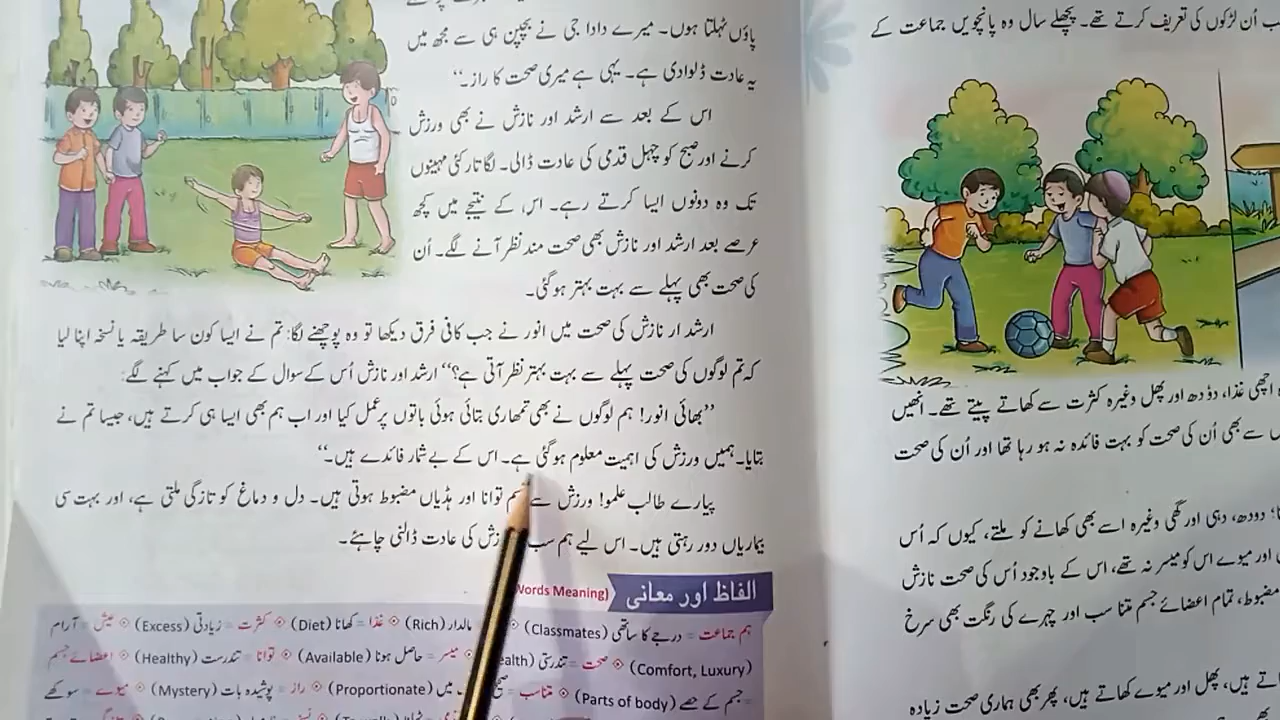 پاؤں ٹہلتا ہوں۔ میرے دادا جی نے بچپن ہی سے مجھ میں
یہ عادت ڈلوادی ہے۔ یہی ہے میری صحت کا راز۔‘‘
اس کے بعد سے ارشد اور نازش نے بھی ورزش
کرنے اور صبح کو چہل قدمی کی عادت ڈالی۔ لگاتار کئی مہینوں
تک وہ دونوں ایسا کرتے رہے۔ اس کے نتیجے میں کچھ
عرصے بعد ارشد اور نازش بھی صحت مند نظر آنے لگے۔ اُن
کی صحت بھی پہلے سے بہت بہتر ہوگئی۔
ارشد ار نازش کی صحت میں انور نے جب کافی فرق دیکھا تو وہ پوچھنے لگا: تم نے ایسا کون سا طریقہ یا نسخہ اپنا لیا
کہ تم لوگوں کی صحت پہلے سے بہت بہتر نظر آتی ہے؟‘‘ ارشد اور نازش اُس کے سوال کے جواب میں کہنے لگے:
’’بھائی انور! ہم لوگوں نے بھی تمھاری بتائی ہوئی باتوں پر عمل کیا اور اب ہم بھی ایسا ہی کرتے ہیں، جیسا تم نے
بتایا۔ ہمیں ورزش کی اہمیت معلوم ہوگئی ہے۔ اس کے بے شمار فائدے ہیں۔‘‘
پیارے طالب علمو! ورزش سے توانا اور ہڈیاں مضبوط ہوتی ہیں۔ دل و دماغ کو تازگی ملتی ہے، اور بہت سی
بیماریاں دور رہتی ہیں۔ اس لیے ہم سب کی عادت ڈالنی چاہئے۔
الفاظ اور معانی (Words Meaning)
ہم جماعت = درجے کا ساتھی (Classmates) مالدار (Rich) ◈ غذا = کھانا (Diet) ◈ کثرت = زیادتی (Excess) ◈ عیش = آرام
(Comfort, Luxury) ◈ صحت = تندرستی ◈ میسر = حاصل ہونا (Available) ◈ توانا = تندرست (Healthy) ◈ اعضائے جسم
= جسم کے حصے (Parts of body) ◈ متناسب = میں (Proportionate) ◈ راز = پوشیدہ بات (Mystery) ◈ میوے = سوکھے
اُن لڑکوں کی تعریف کرتے تھے۔ پچھلے سال وہ پانچویں جماعت کے
اچھی غذا، دودھ اور پھل وغیرہ کثرت سے کھاتے پیتے تھے۔ انھیں
سے بھی اُن کی صحت کو بہت فائدہ نہ ہو رہا تھا اور اُن کی صحت
دودھ، دہی اور گھی وغیرہ اسے بھی کھانے کو ملتے، کیوں کہ اُس
اور میوے اس کو میسر نہ تھے، اس کے باوجود اُس کی صحت نازش
مضبوط، تمام اعضائے جسم متناسب اور چہرے کی رنگت بھی سرخ
ہیں، پھل اور میوے کھاتے ہیں، پھر بھی ہماری صحت زیادہ